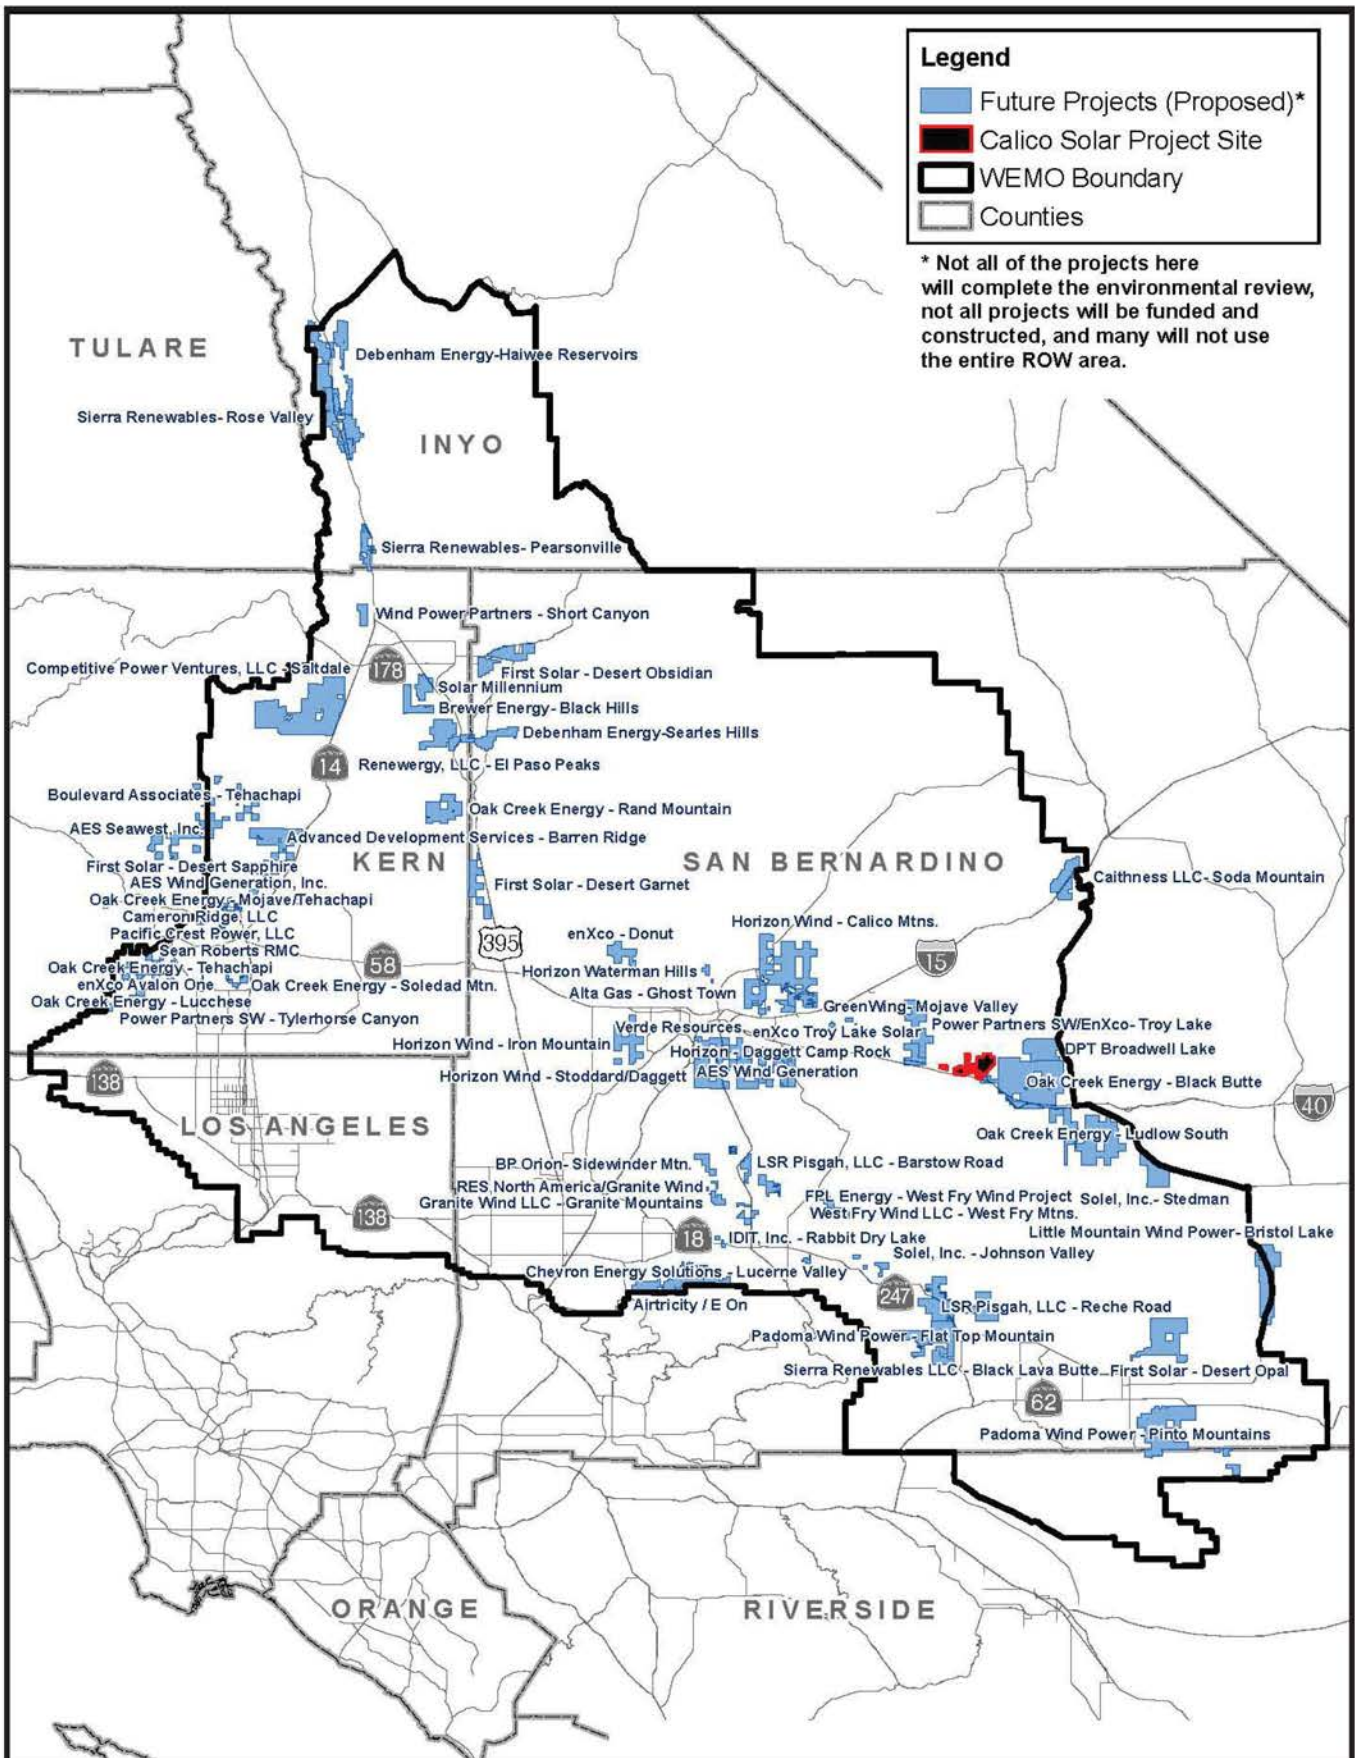 Legend
Future Projects (Proposed)*
Calico Solar Project Site
WEMO Boundary
Counties
* Not all of the projects here
will complete the environmental review,
not all projects will be funded and
constructed, and many will not use
the entire ROW area.
TULARE
Debenham Energy-Haiwee Reservoirs
Sierra Renewables- Rose Valley
INYO
Sierra Renewables- Pearsonville
Wind Power Partners - Short Canyon
Competitive Power Ventures, LLC - Saltdale
178
First Solar - Desert Obsidian
Solar Millennium
Brewer Energy- Black Hills
Debenham Energy-Searles Hills
14
Renewergy, LLC - El Paso Peaks
Boulevard Associates - Tehachapi
Oak Creek Energy - Rand Mountain
AES Seawest, Inc.
Advanced Development Services - Barren Ridge
KERN
SAN BERNARDINO
First Solar - Desert Sapphire
Caithness LLC- Soda Mountain
AES Wind Generation, Inc.
First Solar - Desert Garnet
Oak Creek Energy - Mojave/Tehachapi
Cameron Ridge, LLC
Horizon Wind - Calico Mtns.
Pacific Crest Power, LLC
enXco - Donut
395
Sean Roberts RMC
15
58
Oak Creek Energy - Tehachapi
Horizon Waterman Hills
enXco Avalon One
Oak Creek Energy - Soledad Mtn.
Alta Gas - Ghost Town
Oak Creek Energy - Lucchese
GreenWing- Mojave Valley
Power Partners SW - Tylerhorse Canyon
Verde Resources
enXco Troy Lake Solar
Power Partners SW/EnXco- Troy Lake
Horizon Wind - Iron Mountain
Horizon - Daggett Camp Rock
DPT Broadwell Lake
Horizon Wind - Stoddard/Daggett
AES Wind Generation
138
Oak Creek Energy - Black Butte
40
LOS ANGELES
Oak Creek Energy - Ludlow South
BP Orion- Sidewinder Mtn.
LSR Pisgah, LLC - Barstow Road
RES North America/Granite Wind
FPL Energy - West Fry Wind Project
Solel, Inc.- Stedman
Granite Wind LLC - Granite Mountains
West Fry Wind LLC - West Fry Mtns.
138
18
IDIT, Inc. - Rabbit Dry Lake
Little Mountain Wind Power- Bristol Lake
Solel, Inc. - Johnson Valley
Chevron Energy Solutions - Lucerne Valley
247
Airtricity / E On
LSR Pisgah, LLC - Reche Road
Padoma Wind Power - Flat Top Mountain
Sierra Renewables LLC - Black Lava Butte
First Solar - Desert Opal
62
Padoma Wind Power - Pinto Mountains
ORANGE
RIVERSIDE